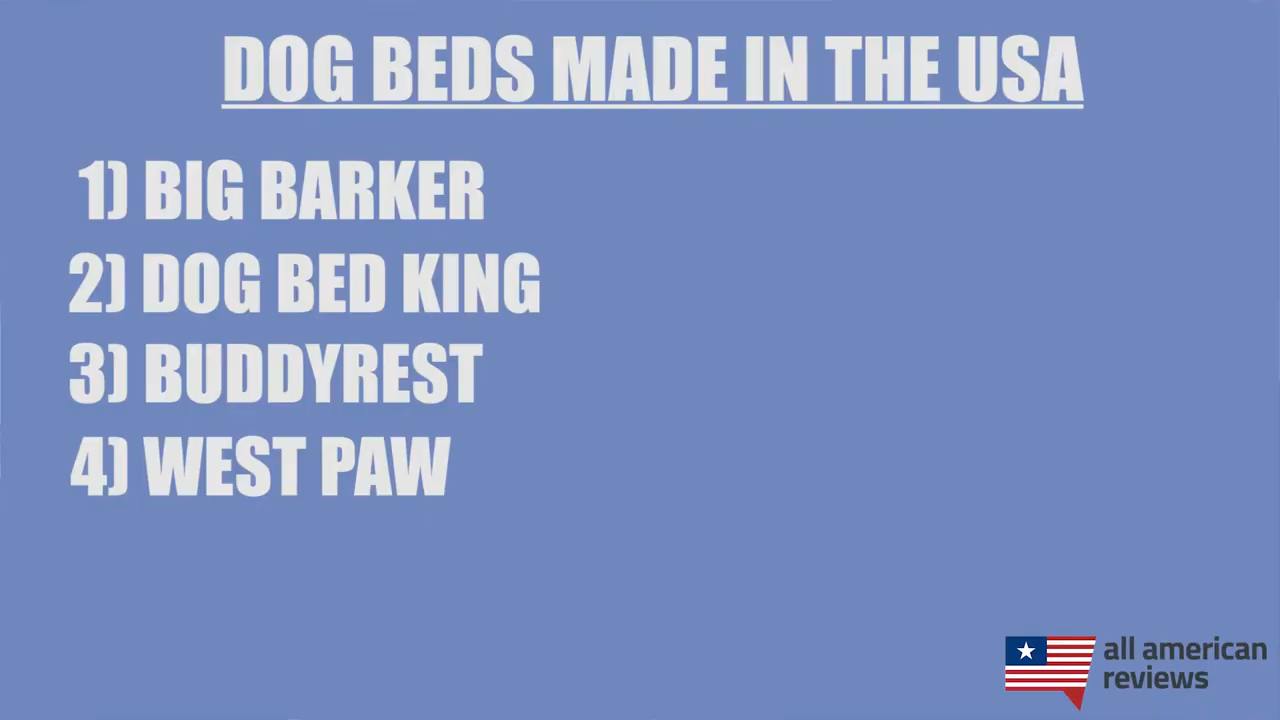 DOG BEDS MADE IN THE USA
1) BIG BARKER
2) DOG BED KING
3) BUDDYREST
4) WEST PAW
all american
reviews